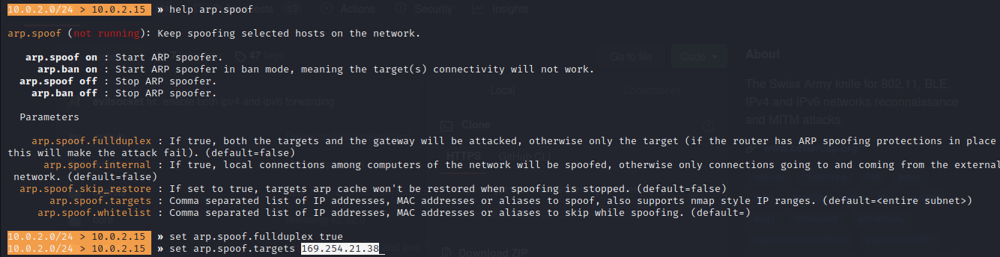 10.0.2.0/24 > 10.0.2.15 » help arp.spoof
arp.spoof (not running): Keep spoofing selected hosts on the network.
arp.spoof on : Start ARP spoofer.
arp.ban on : Start ARP spoofer in ban mode, meaning the target(s) connectivity will not work.
arp.spoof off : Stop ARP spoofer.
arp.ban off : Stop ARP spoofer.
Parameters
arp.spoof.fullduplex : If true, both the targets and the gateway will be attacked, otherwise only the target (if the router has ARP spoofing protections in place
this will make the attack fail). (default=false)
arp.spoof.internal : If true, local connections among computers of the network will be spoofed, otherwise only connections going to and coming from the external
network. (default=false)
arp.spoof.skip_restore : If set to true, targets arp cache won't be restored when spoofing is stopped. (default=false)
arp.spoof.targets : Comma separated list of IP addresses, MAC addresses or aliases to spoof, also supports nmap style IP ranges. (default=<entire subnet>)
arp.spoof.whitelist : Comma separated list of IP addresses, MAC addresses or aliases to skip while spoofing. (default=)
10.0.2.0/24 > 10.0.2.15 » set arp.spoof.fullduplex true
10.0.2.0/24 > 10.0.2.15 » set arp.spoof.targets 169.254.21.38
Actions
Security
Insights
47
Go to file
Code
About
enable both ipv4 and ipv6 forwarding
Local
Codespaces
The Swiss Army knife for 802.11, BLE,
IPv4 and IPv6 networks reconnaissance
and MITM attacks.
Clone
HTTPS
GitHub CLI
Download ZIP